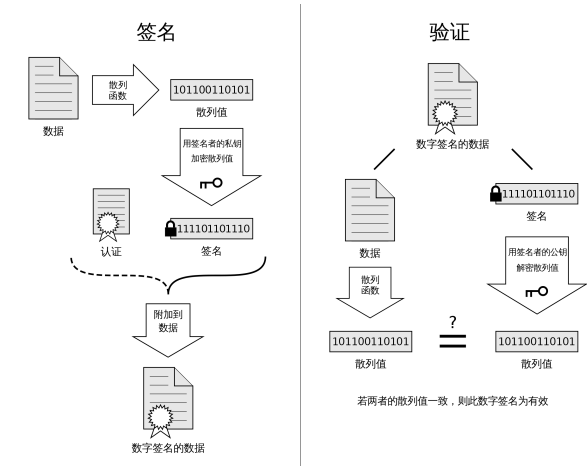 签名
散列
函数
101100110101
散列值
数据
用签名者的私钥
加密散列值
认证
111101101110
签名
附加到
数据
数字签名的数据
验证
数字签名的数据
数据
111101101110
签名
散列
函数
用签名者的公钥
解密散列值
101100110101
散列值
?
101100110101
散列值
若两者的散列值一致，则此数字签名为有效